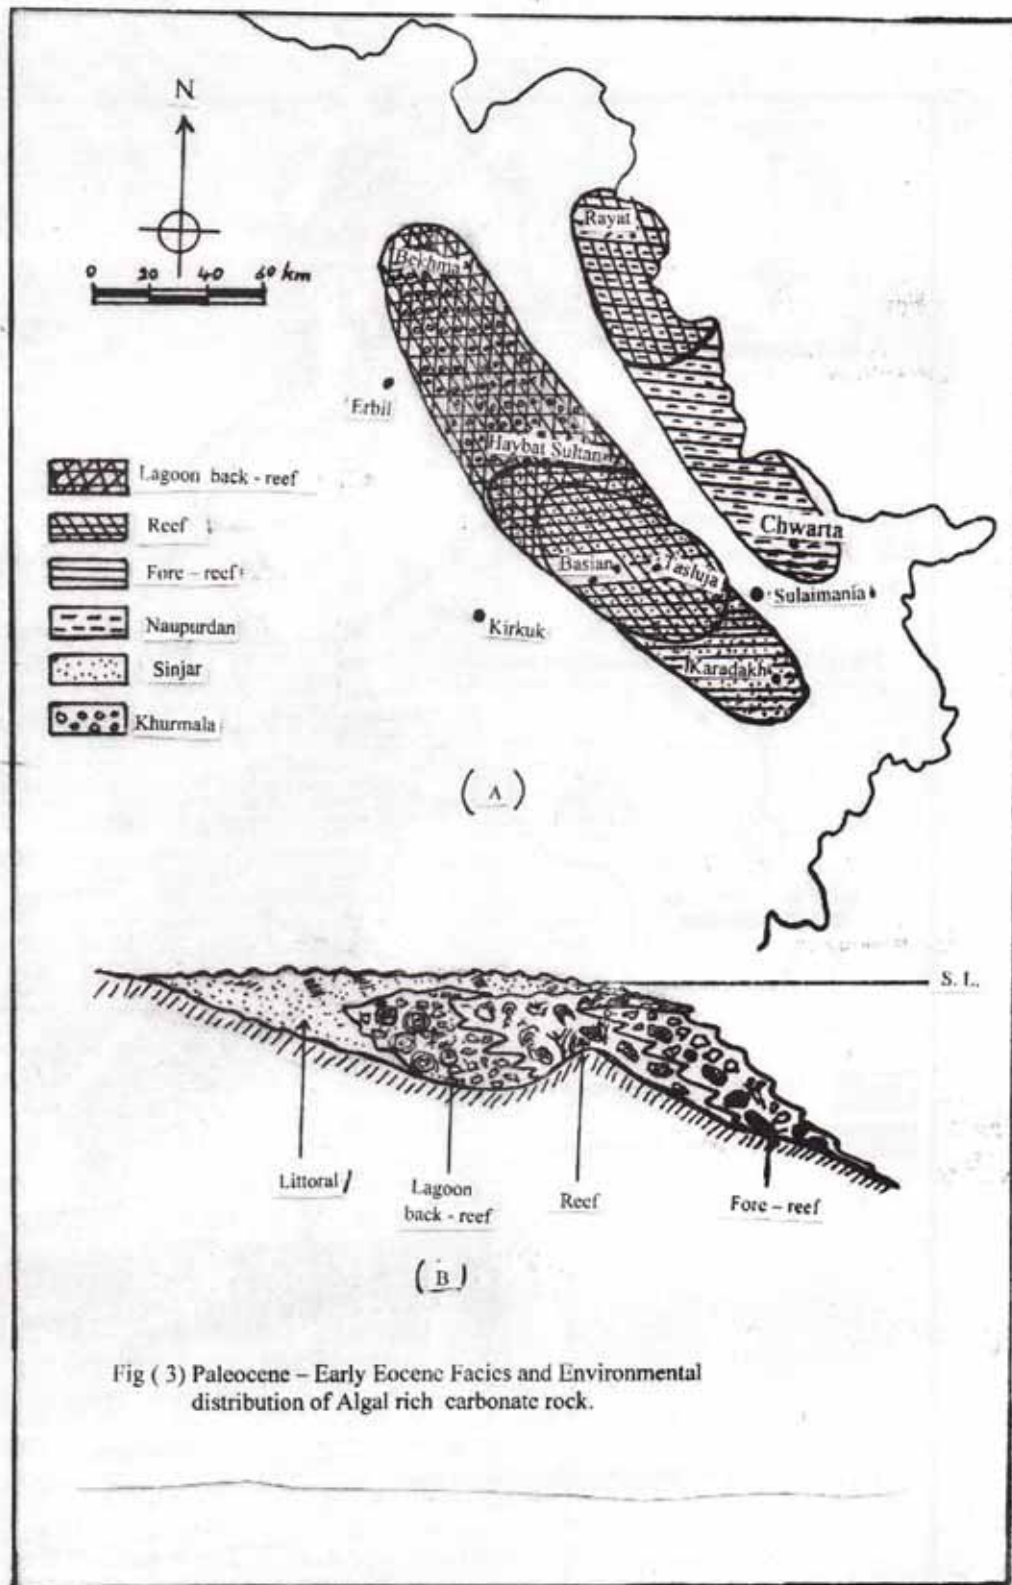 N
0 20 40 60 km
Rayat
Bekhma
Erbil
Haybat Sultan
Lagoon back - reef
Reef
Fore – reef
Naupurdan
Sinjar
Khurmala
Chwarta
Basian
Tasluja
Sulaimania
Kirkuk
Karadakh
(A)
S. L.
Littoral
Lagoon
back - reef
Reef
Fore – reef
(B)
Fig ( 3) Paleocene – Early Eocene Facies and Environmental
distribution of Algal rich carbonate rock.